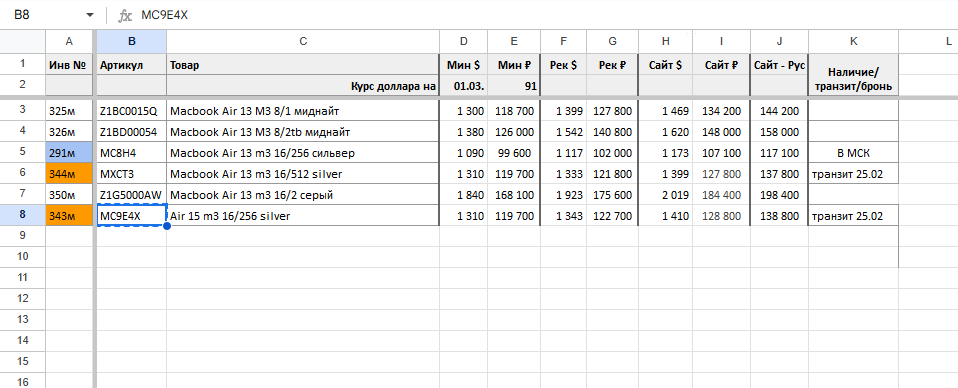 B8 fx MC9E4X
A B C D E F G H I J K L
1 Инв № Артикул Товар Мин $ Мин ₽ Рек $ Рек ₽ Сайт $ Сайт ₽ Сайт - Рус Наличие/
2 Курс доллара на 01.03. 91 транзит/бронь
3 325м Z1BC0015Q Macbook Air 13 M3 8/1 миднайт 1 300 118 700 1 399 127 800 1 469 134 200 144 200
4 326м Z1BD00054 Macbook Air 13 M3 8/2tb миднайт 1 380 126 000 1 542 140 800 1 620 148 000 158 000
5 291м MC8H4 Macbook Air 13 m3 16/256 сильвер 1 090 99 600 1 117 102 000 1 173 107 100 117 100 В МСК
6 344м MXCT3 Macbook Air 13 m3 16/512 silver 1 310 119 700 1 333 121 800 1 399 127 800 137 800 транзит 25.02
7 350м Z1G5000AW Macbook Air 13 m3 16/2 серый 1 840 168 100 1 923 175 600 2 019 184 400 198 400
8 343м MC9E4X Air 15 m3 16/256 silver 1 310 119 700 1 343 122 700 1 410 128 800 138 800 транзит 25.02
9
10
11
12
13
14
15
16